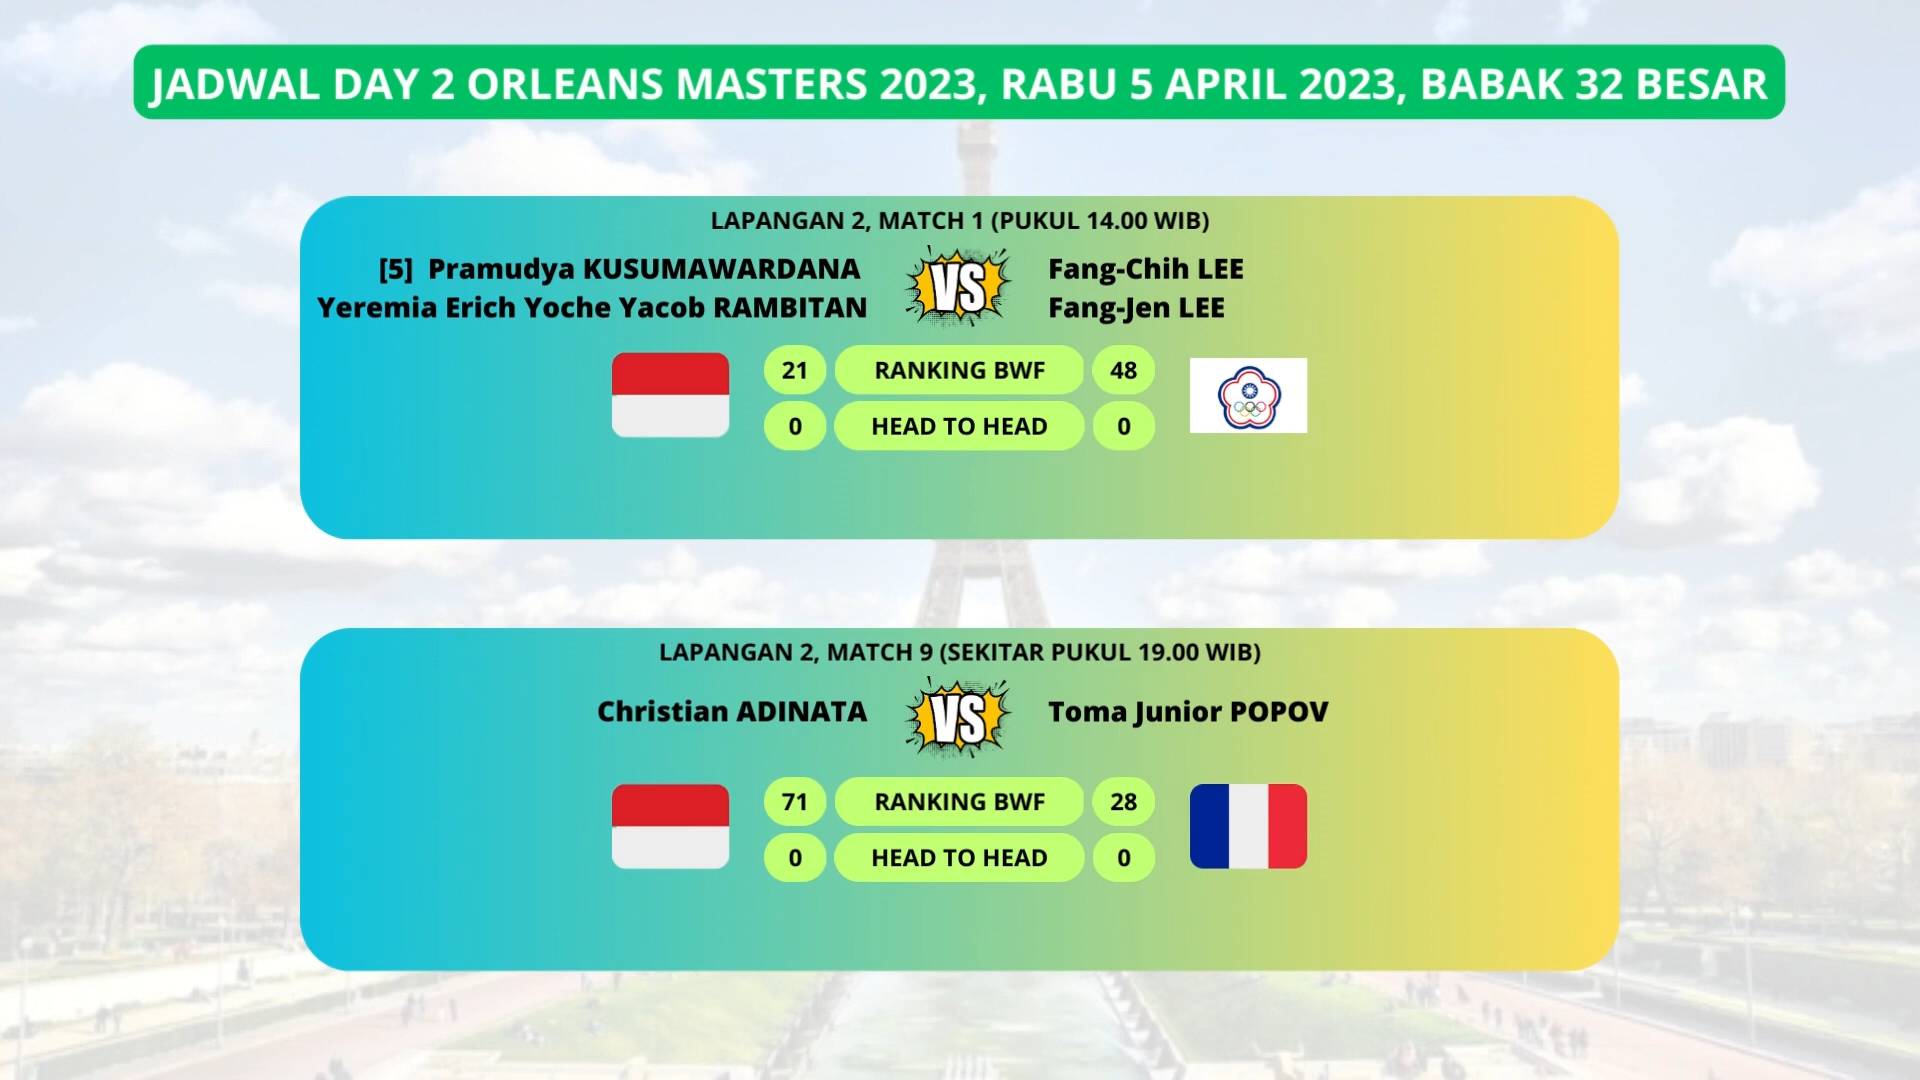 JADWAL DAY 2 ORLEANS MASTERS 2023, RABU 5 APRIL 2023, BABAK 32 BESAR
LAPANGAN 2, MATCH 1 (PUKUL 14.00 WIB)
[5] Pramudya KUSUMAWARDANA VS Fang-Chih LEE
Yeremia Erich Yoche Yacob RAMBITAN Fang-Jen LEE
21 RANKING BWF 48
0 HEAD TO HEAD 0
LAPANGAN 2, MATCH 9 (SEKITAR PUKUL 19.00 WIB)
Christian ADINATA VS Toma Junior POPOV
71 RANKING BWF 28
0 HEAD TO HEAD 0